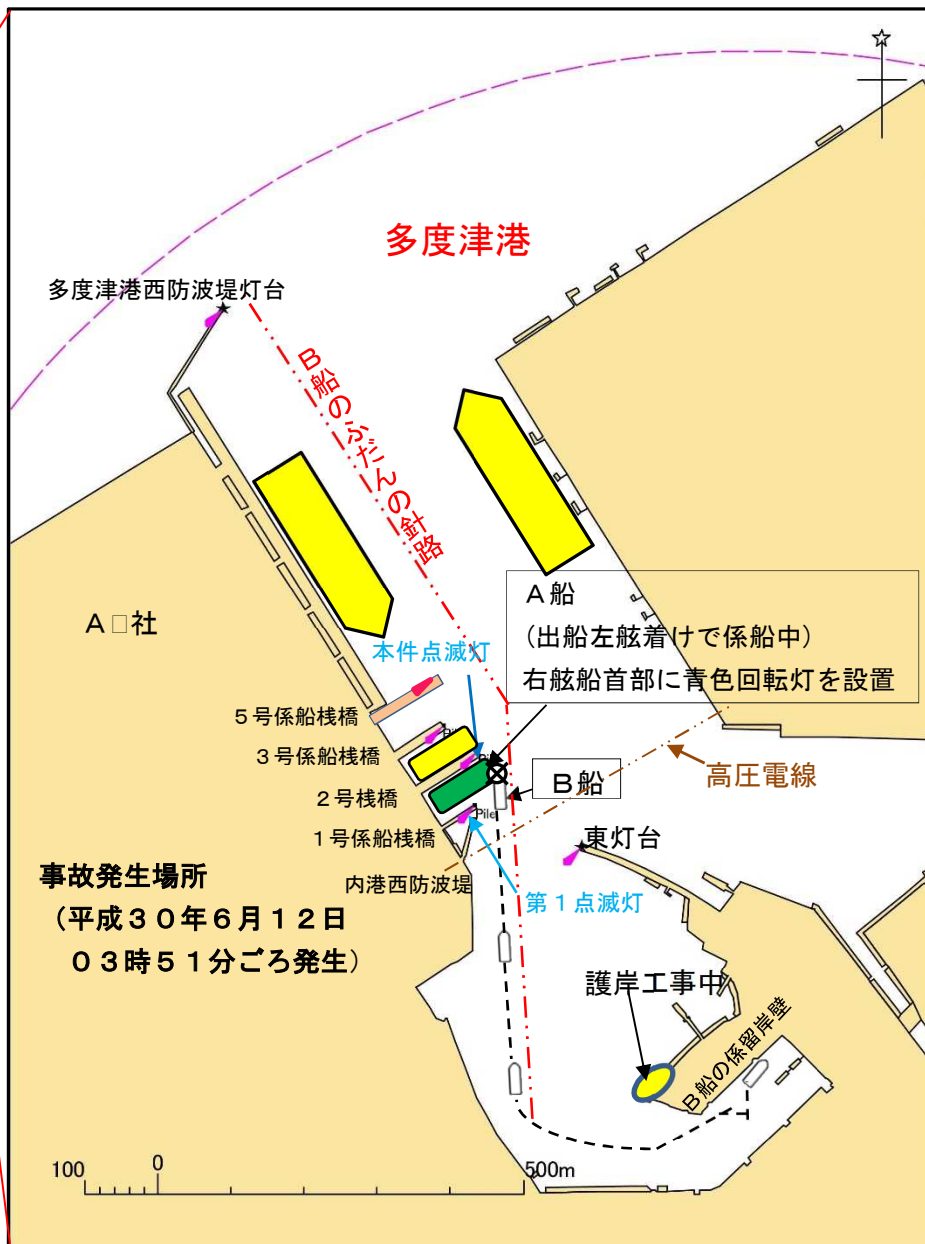 多度津港
多度津港西防波堤灯台
B船のふだんの針路
A船
(出船左舷着けで係船中)
右舷船首部に青色回転灯を設置
A□社
本件点滅灯
5号係船桟橋
3号係船桟橋
2号桟橋
1号係船桟橋
Pile
B船
高圧電線
東灯台
内港西防波堤
第1点滅灯
事故発生場所
(平成30年6月12日
03時51分ごろ発生)
護岸工事中
B船の係留岸壁
100 0 500m